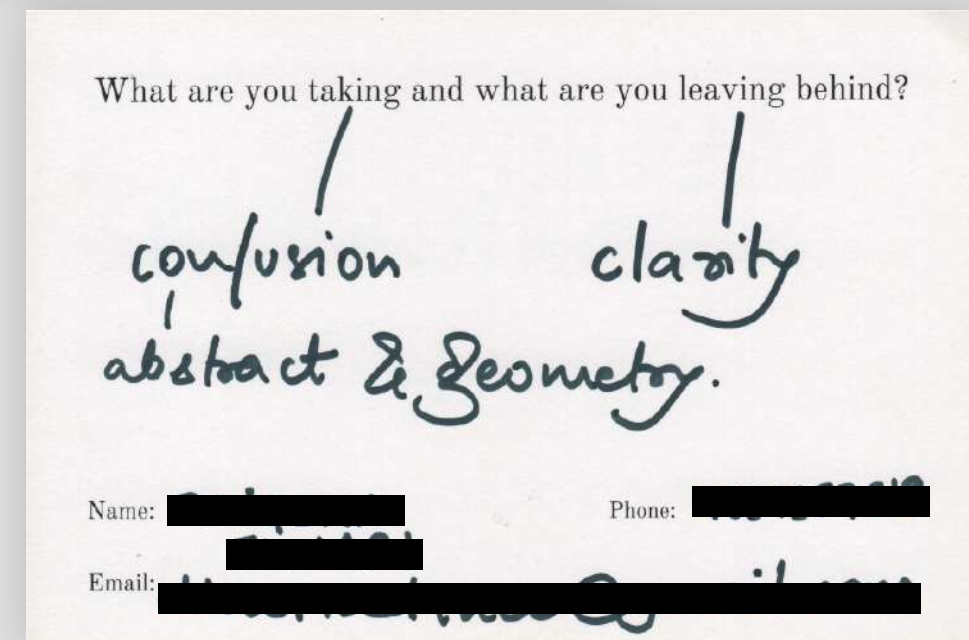 What are you taking and what are you leaving behind?
confusion clarity
abstract & geometry.
Name: Phone:
Email: